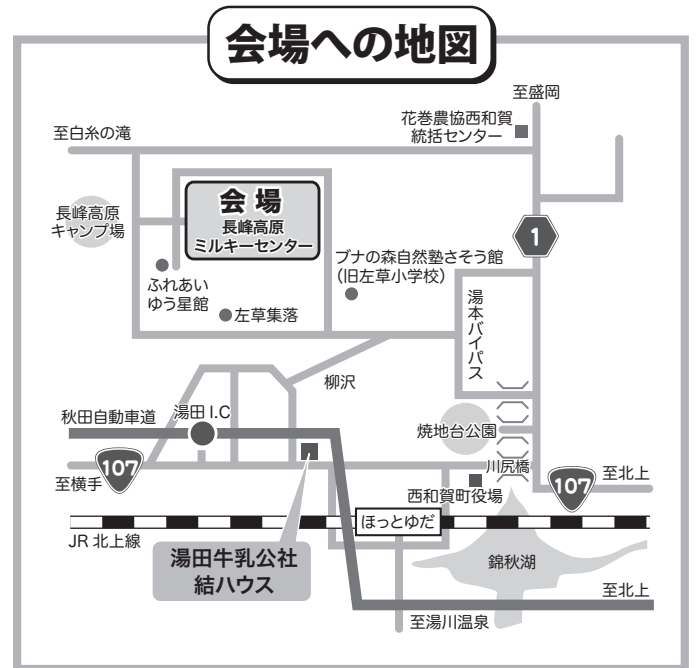 会場への地図
至盛岡
花巻農協西和賀
統括センター
至白糸の滝
会場
長峰高原
ミルキーセンター
長峰高原
キャンプ場
1
ブナの森自然塾さそう館
（旧左草小学校）
ふれあい
ゆう星館
左草集落
湯本バイパス
柳沢
秋田自動車道
湯田 I.C
焼地台公園
107
川尻橋
至北上
至横手
西和賀町役場
107
ほっとゆだ
JR 北上線
湯田牛乳公社
結ハウス
錦秋湖
至北上
至湯川温泉